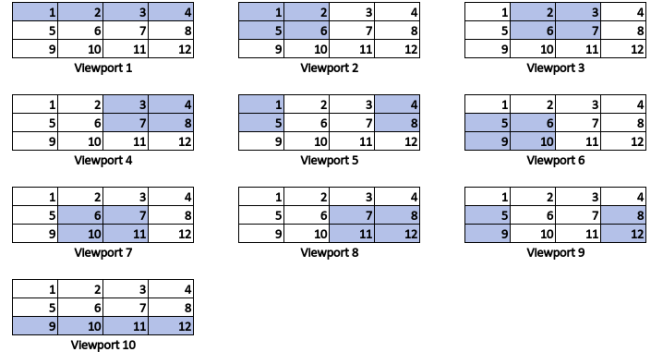 1 2 3 4 1 2 3 4 1 2 3 4
5 6 7 8 5 6 7 8 5 6 7 8
9 10 11 12 9 10 11 12 9 10 11 12
Viewport 1 Viewport 2 Viewport 3
1 2 3 4 1 2 3 4 1 2 3 4
5 6 7 8 5 6 7 8 5 6 7 8
9 10 11 12 9 10 11 12 9 10 11 12
Viewport 4 Viewport 5 Viewport 6
1 2 3 4 1 2 3 4 1 2 3 4
5 6 7 8 5 6 7 8 5 6 7 8
9 10 11 12 9 10 11 12 9 10 11 12
Viewport 7 Viewport 8 Viewport 9
1 2 3 4
5 6 7 8
9 10 11 12
Viewport 10